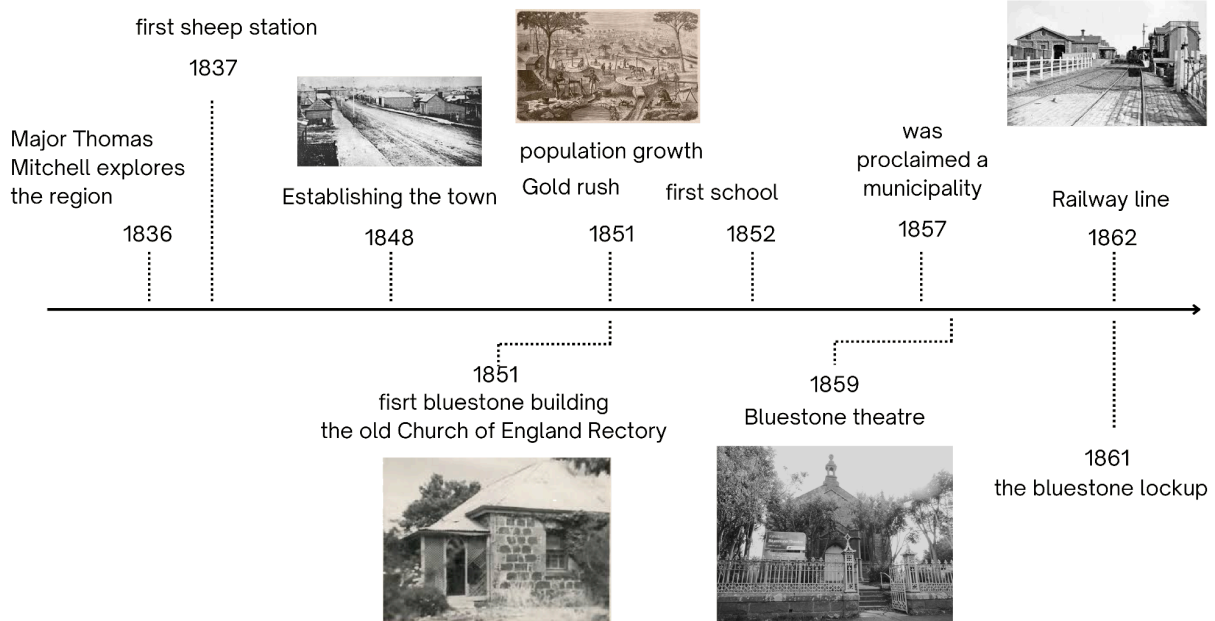 first sheep station
1837
Major Thomas
Mitchell explores
the region
1836
Establishing the town
1848
population growth
Gold rush
1851
first school
1852
was
proclaimed a
municipality
1857
Railway line
1862
1851
fisrt bluestone building
the old Church of England Rectory
1859
Bluestone theatre
1861
the bluestone lockup